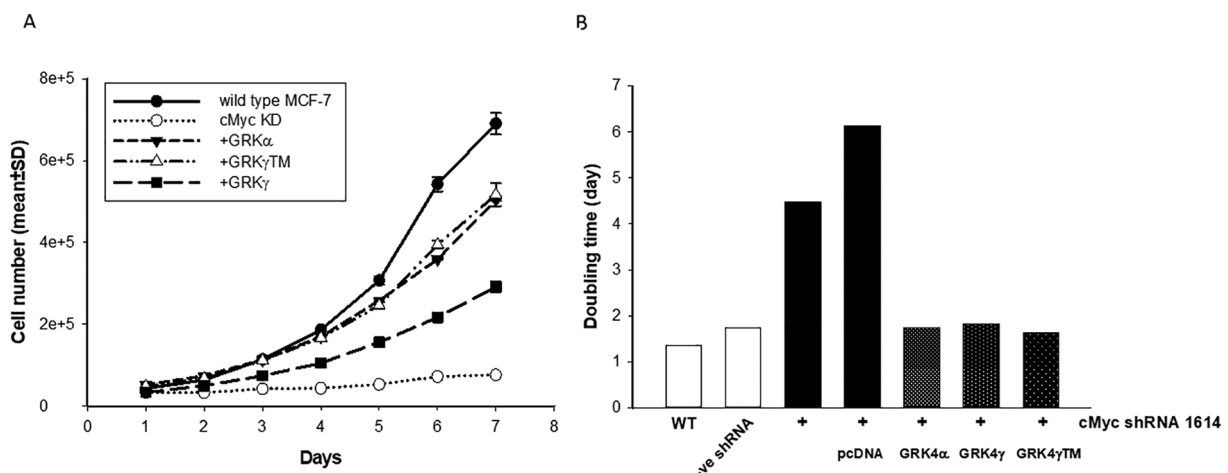 A
B
8e+5
6e+5
4e+5
2e+5
0
Cell number (mean±SD)
wild type MCF-7
cMyc KD
+GRKα
+GRKγTM
+GRKγ
0 1 2 3 4 5 6 7 8
Days
7
6
5
4
3
2
1
0
Doubling time (day)
WT
ve shRNA
+ + + + + cMyc shRNA 1614
pcDNA GRK4α GRK4γ GRK4γTM